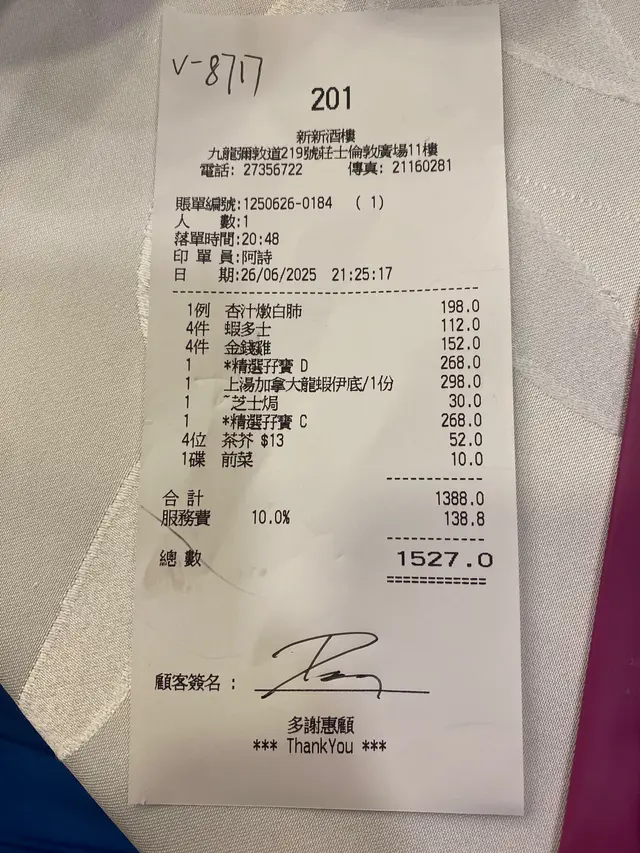 V-8717
201
新新酒樓
九龍彌敦道219號莊士倫敦廣場11樓
電話: 27356722 傳真: 21160281
賬單編號:1250626-0184 ( 1)
人 數:1
落單時間:20:48
印 單 員:阿詩
日 期:26/06/2025 21:25:17
1例 杏汁燉白肺 198.0
4件 蝦多士 112.0
4件 金錢雞 152.0
1 *精選孖寶 D 268.0
1 上湯加拿大龍蝦伊底/1份 298.0
1 ~芝士焗 30.0
1 *精選孖寶 C 268.0
4位 茶芥 $13 52.0
1碟 前菜 10.0
合 計 1388.0
服務費 10.0% 138.8
總 數 1527.0
顧客簽名 :
多謝惠顧
*** ThankYou ***